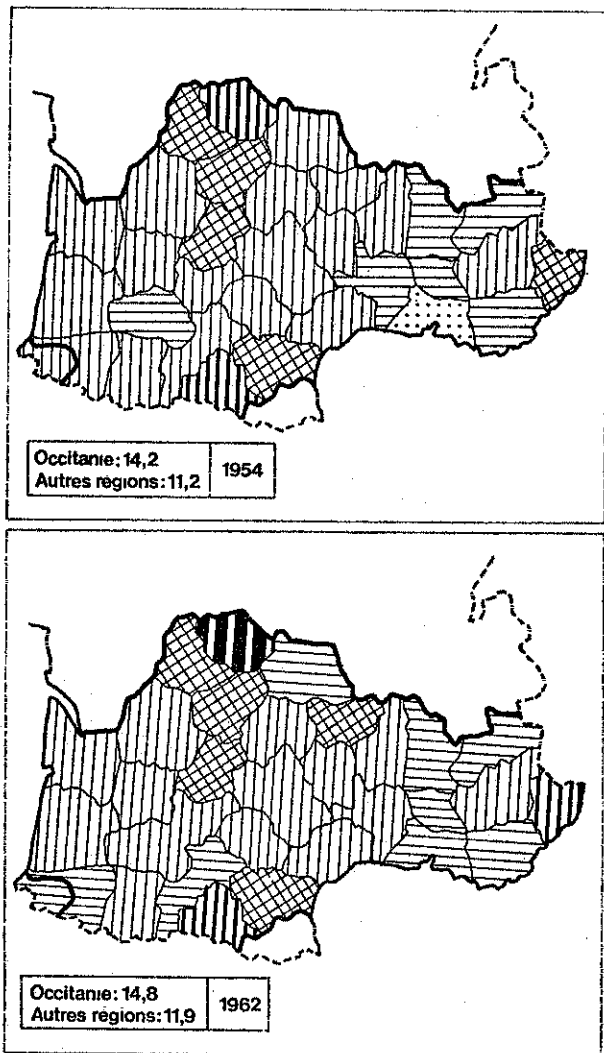 Occitanie: 14,2
Autres régions: 11,2
1954
Occitanie: 14,8
Autres régions: 11,9
1962